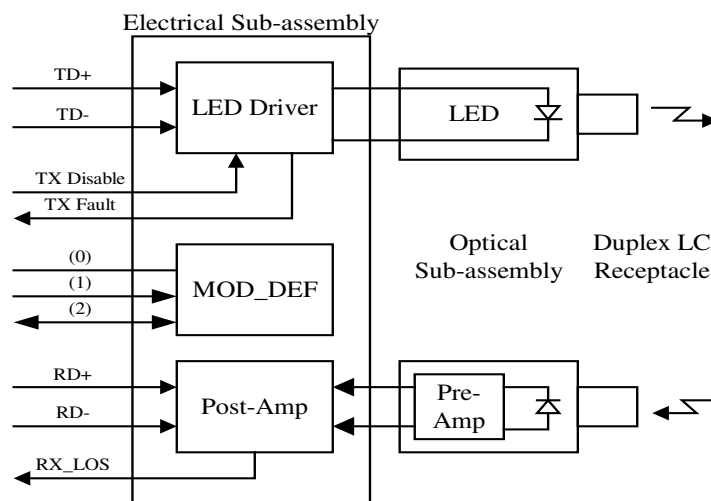 Electrical Sub-assembly
TD+
TD-
LED Driver
LED
TX Disable
TX Fault
(0)
(1)
(2)
MOD_DEF
Optical
Sub-assembly
Duplex LC
Receptacle
RD+
RD-
Post-Amp
Pre-
Amp
RX_LOS